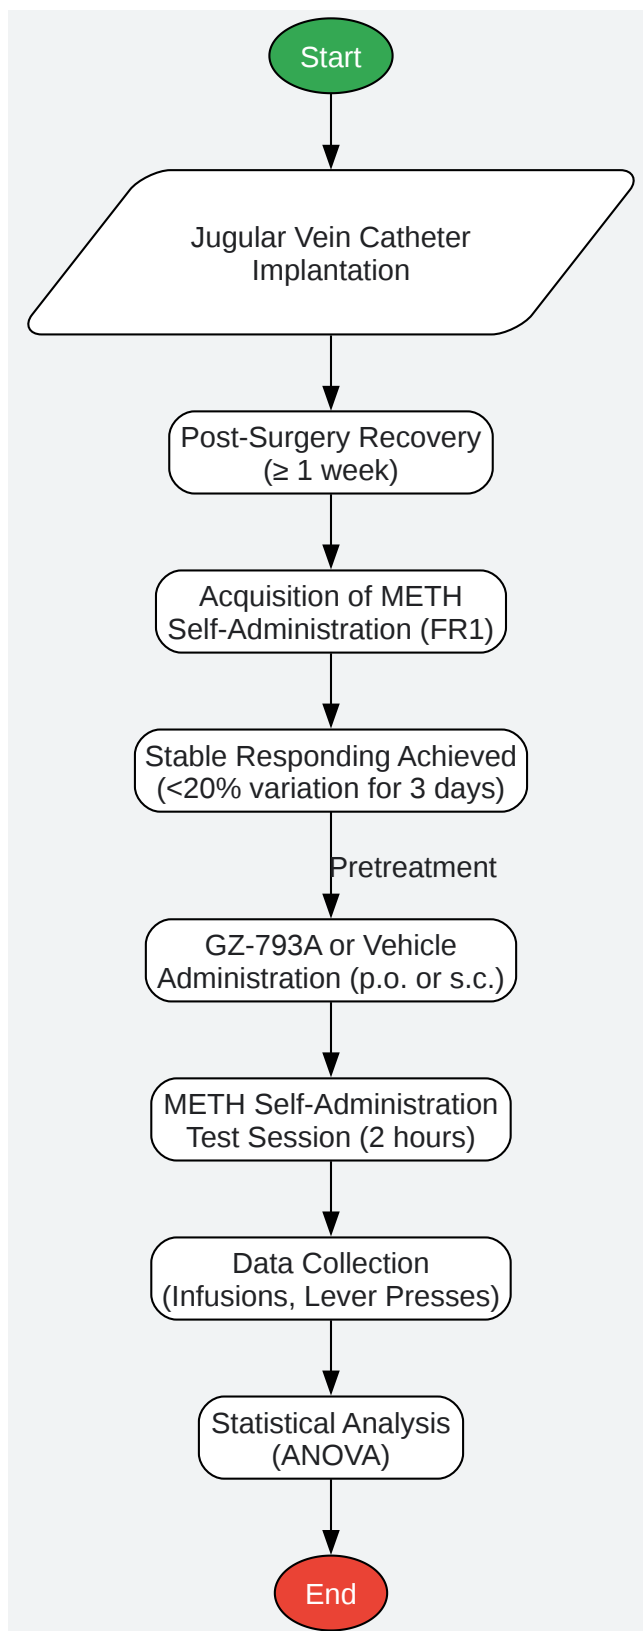 Start
Jugular Vein Catheter
Implantation
Post-Surgery Recovery
(≥ 1 week)
Acquisition of METH
Self-Administration (FR1)
Stable Responding Achieved
(<20% variation for 3 days)
Pretreatment
GZ-793A or Vehicle
Administration (p.o. or s.c.)
METH Self-Administration
Test Session (2 hours)
Data Collection
(Infusions, Lever Presses)
Statistical Analysis
(ANOVA)
End